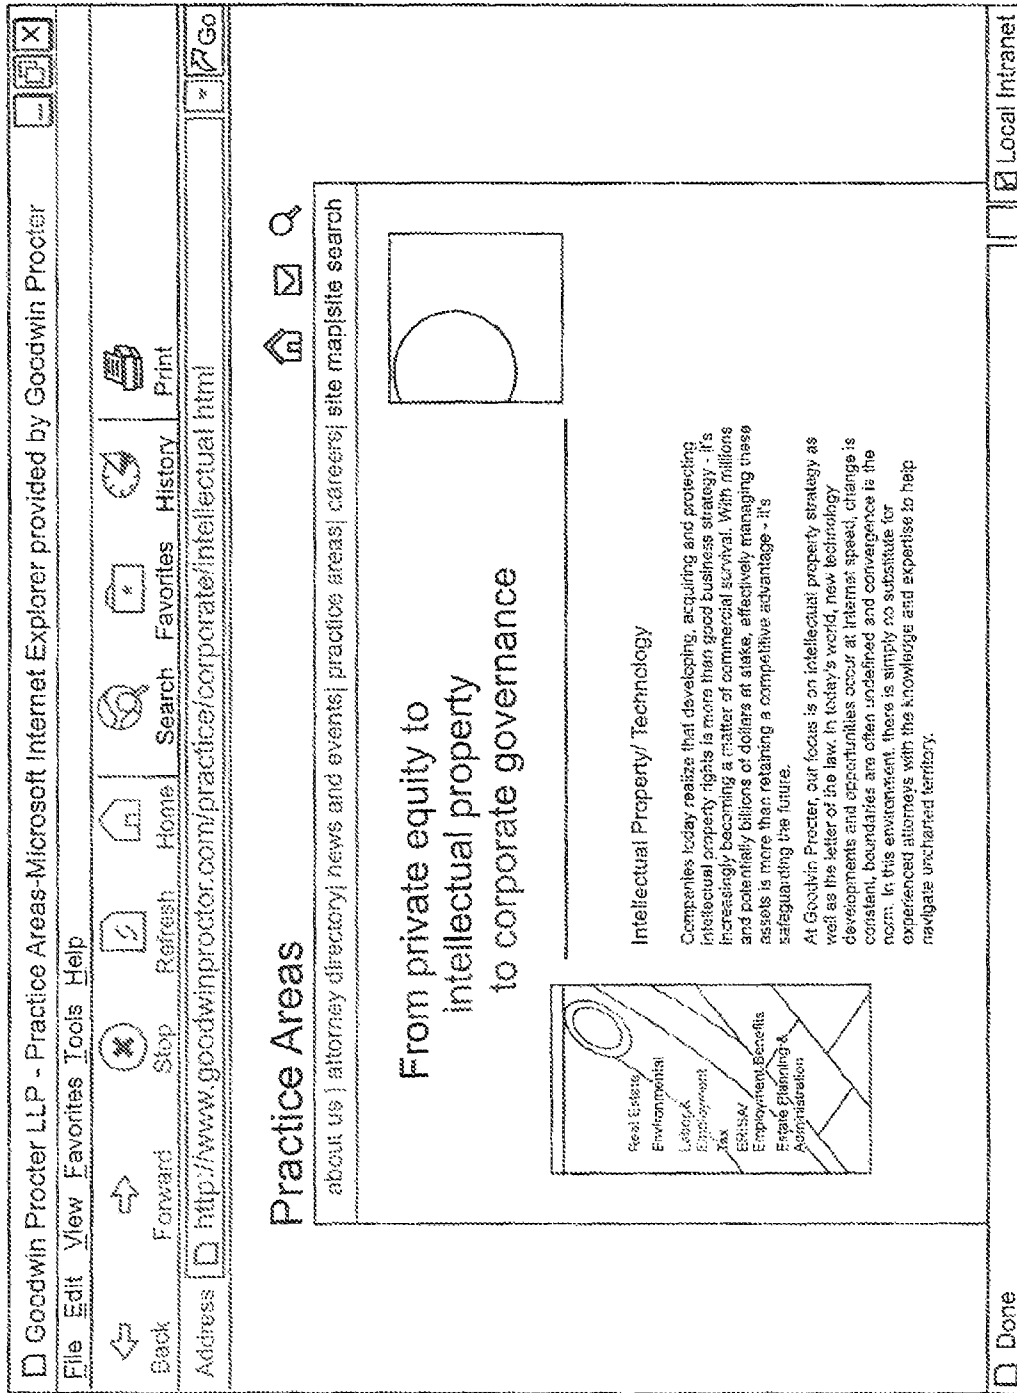 Goodwin Procter LLP - Practice Areas-Microsoft Internet Explorer provided by Goodwin Procter
File Edit View Favorites Tools Help
Back Forward Stop Refresh Home Search Favorites History Print
Address http://www.goodwinproctor.com/practice/corporate/intellectual html Go
Practice Areas
about us | attorney directory| news and events| practice areas| careers| site map|site search
From private equity to
intellectual property
to corporate governance
Real Estate
Environmental
Labor &
Employment
Tax
ERISA/
Employment Benefits
Estate Planning &
Administration
Intellectual Property/ Technology
Companies today realize that developing, acquiring and protecting
intellectual property rights is more than good business strategy - it's
increasingly becoming a matter of commercial survival. With millions
and potentially billions of dollars at stake, effectively managing these
assets is more than retaining a competitive advantage - it's
safeguarding the future.
At Goodwin Procter, our focus is on intellectual property strategy as
well as the letter of the law. In today's world, new technology
developments and opportunities occur at internet speed, change is
constant, boundaries are often undefined and convergence is the
norm. In this environment, there is simply no substitute for
experienced attorneys with the knowledge and expertise to help
navigate uncharted territory.
Done Local Intranet